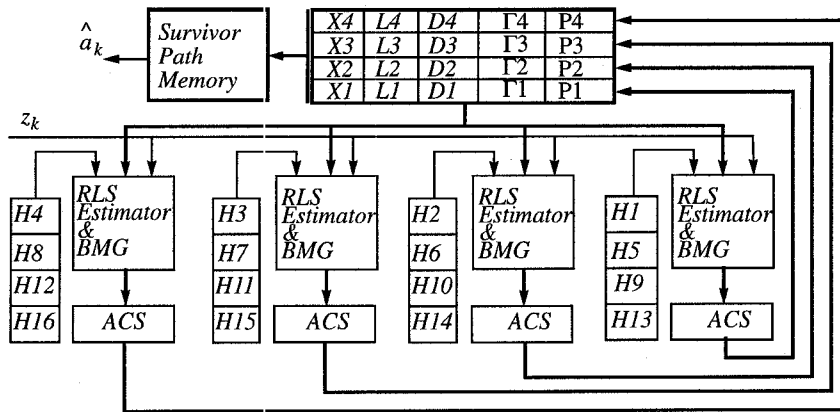 â_k
Survivor
Path
Memory
X4 L4 D4 Γ4 P4
X3 L3 D3 Γ3 P3
X2 L2 D2 Γ2 P2
X1 L1 D1 Γ1 P1
z_k
H4
H8
H12
H16
RLS
Estimator
&
BMG
ACS
H3
H7
H11
H15
RLS
Estimator
&
BMG
ACS
H2
H6
H10
H14
RLS
Estimator
&
BMG
ACS
H1
H5
H9
H13
RLS
Estimator
&
BMG
ACS